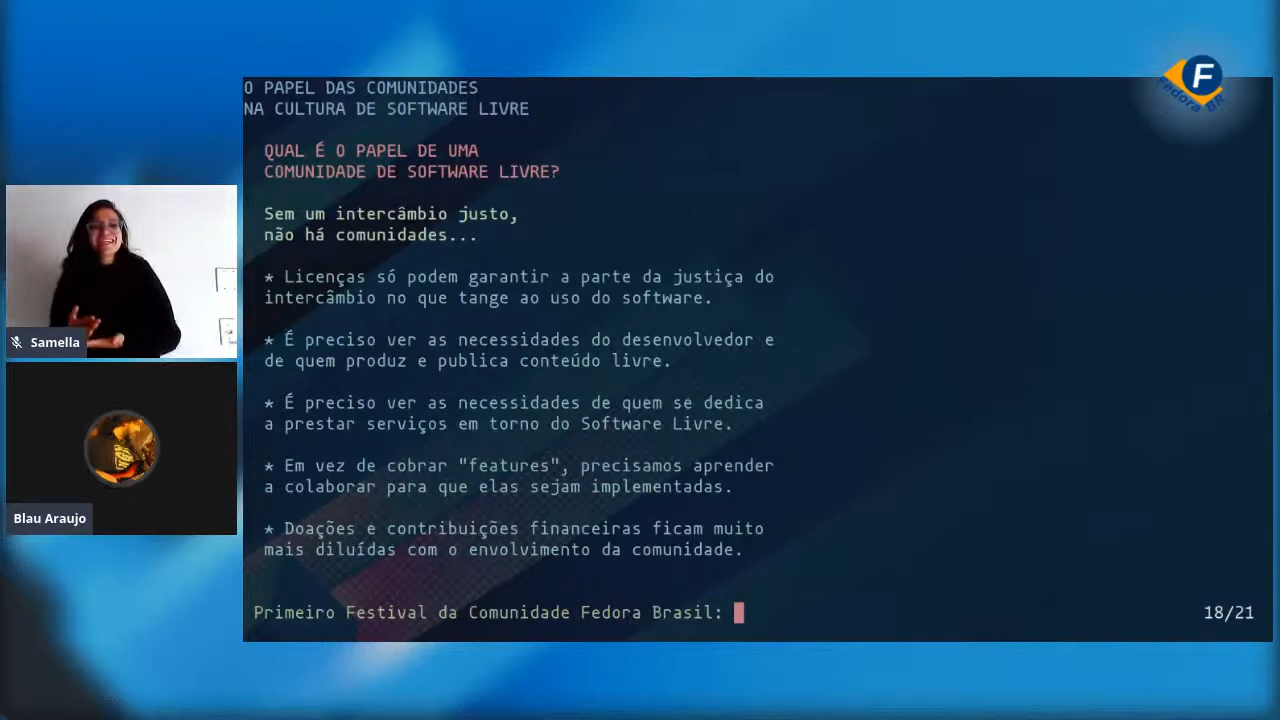 O PAPEL DAS COMUNIDADES
NA CULTURA DE SOFTWARE LIVRE
QUAL É O PAPEL DE UMA
COMUNIDADE DE SOFTWARE LIVRE?
Sem um intercâmbio justo,
não há comunidades...
* Licenças só podem garantir a parte da justiça do
intercâmbio no que tange ao uso do software.
* É preciso ver as necessidades do desenvolvedor e
de quem produz e publica conteúdo livre.
* É preciso ver as necessidades de quem se dedica
a prestar serviços em torno do Software Livre.
* Em vez de cobrar "features", precisamos aprender
a colaborar para que elas sejam implementadas.
* Doações e contribuições financeiras ficam muito
mais diluídas com o envolvimento da comunidade.
Primeiro Festival da Comunidade Fedora Brasil:
18/21
Samella
Blau Araujo
F
Fedora BR